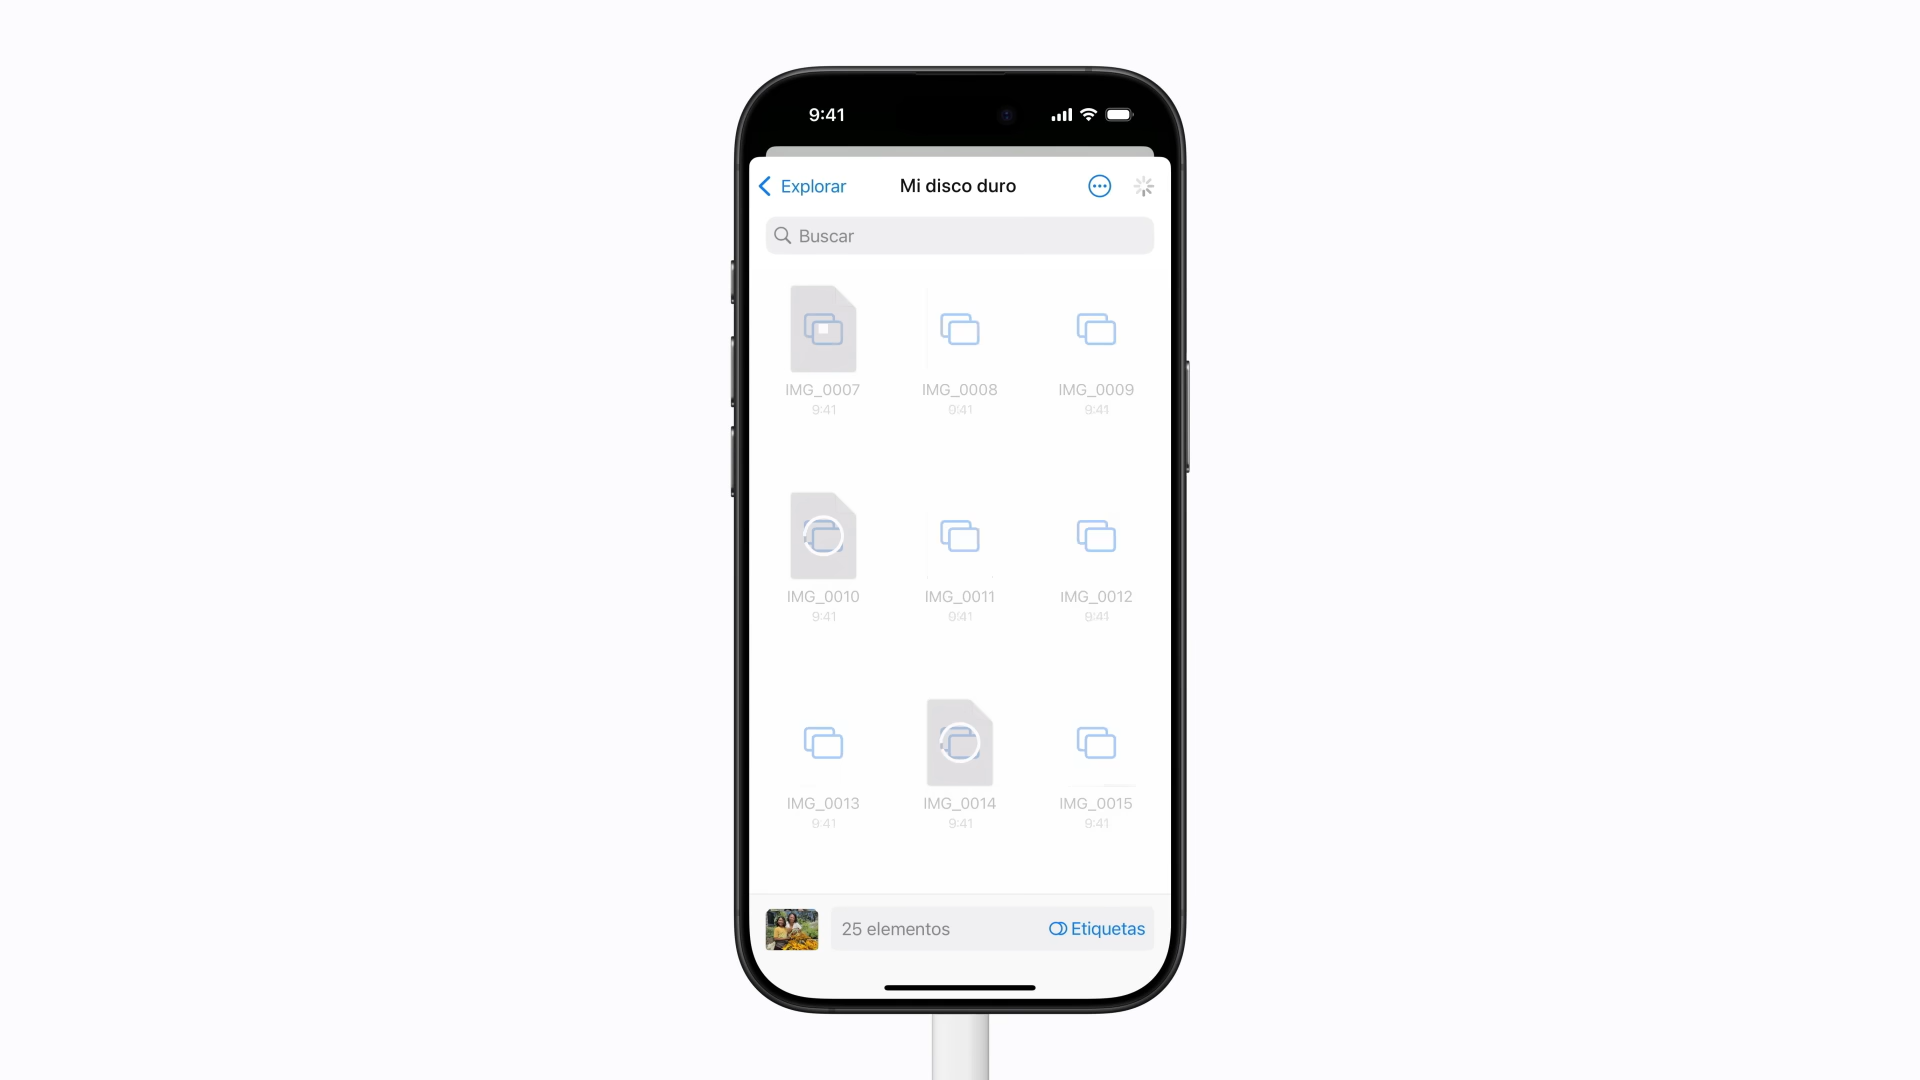 9:41
Explorar
Mi disco duro
Buscar
IMG_0007
9:41
IMG_0008
9:41
IMG_0009
9:41
IMG_0010
9:41
IMG_0011
9:41
IMG_0012
9:41
IMG_0013
9:41
IMG_0014
9:41
IMG_0015
9:41
25 elementos
Etiquetas